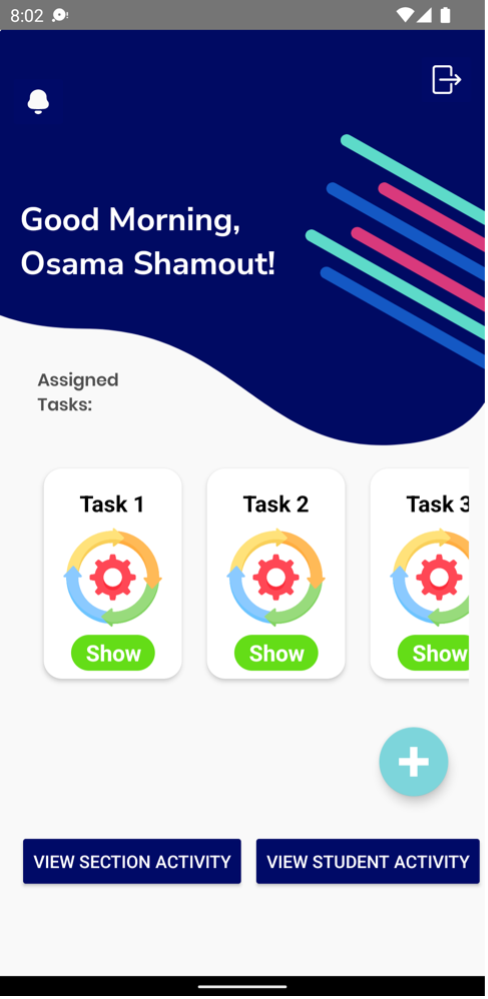 8:02
Good Morning,
Osama Shamout!
Assigned
Tasks:
Task 1
Task 2
Task 3
Show
Show
Show
VIEW SECTION ACTIVITY
VIEW STUDENT ACTIVITY